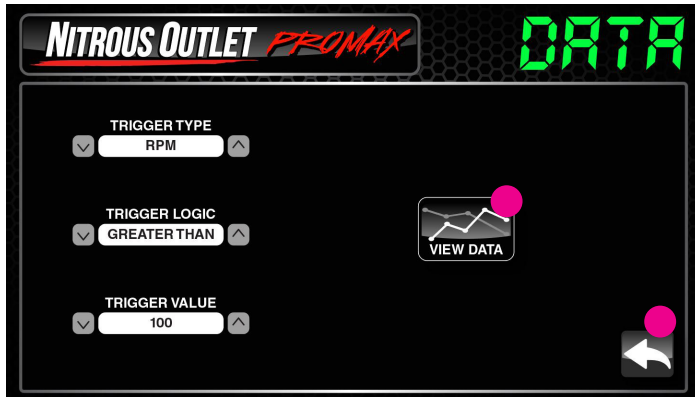 NITROUS OUTLET PROMAX
DATA
TRIGGER TYPE
RPM
TRIGGER LOGIC
GREATER THAN
VIEW DATA
TRIGGER VALUE
100